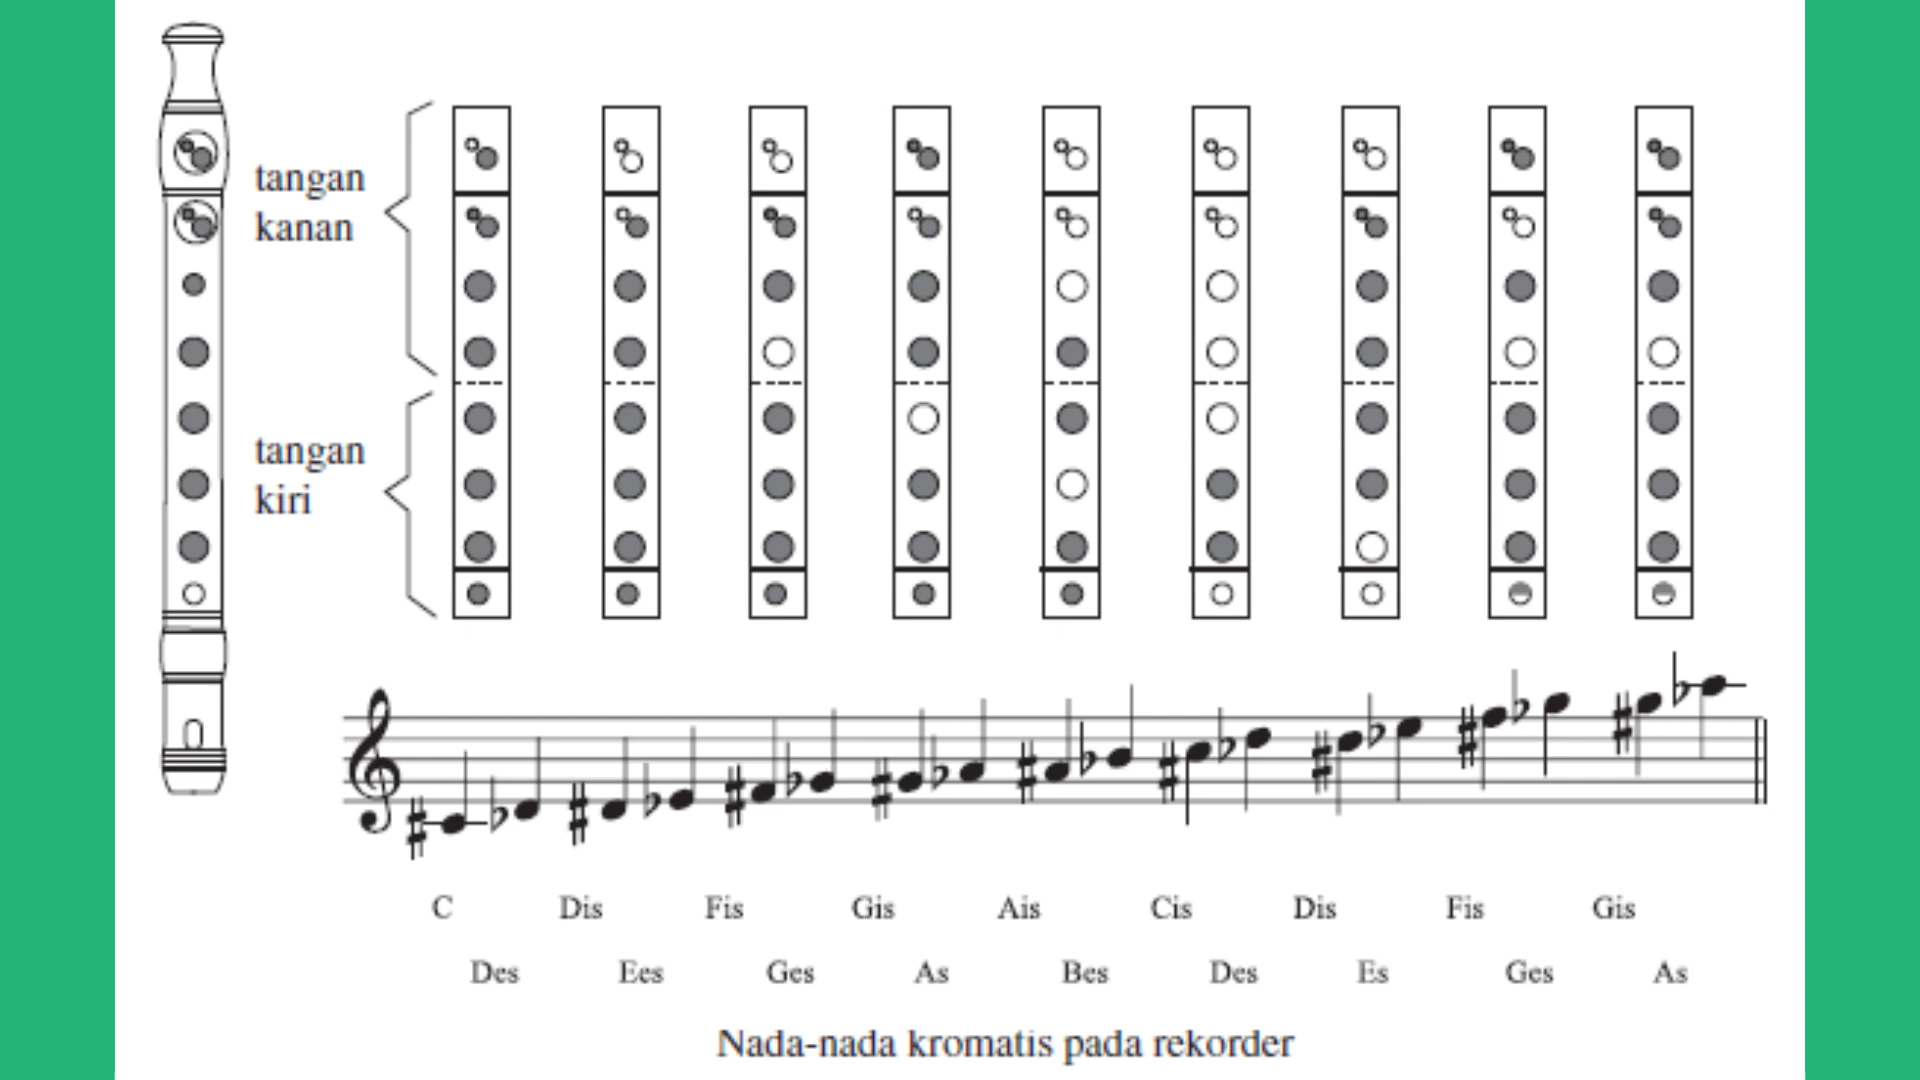 tangan
kanan
tangan
kiri
C Dis Fis Gis Ais Cis Dis Fis Gis
Des Ees Ges As Bes Des Es Ges As
Nada-nada kromatis pada rekorder